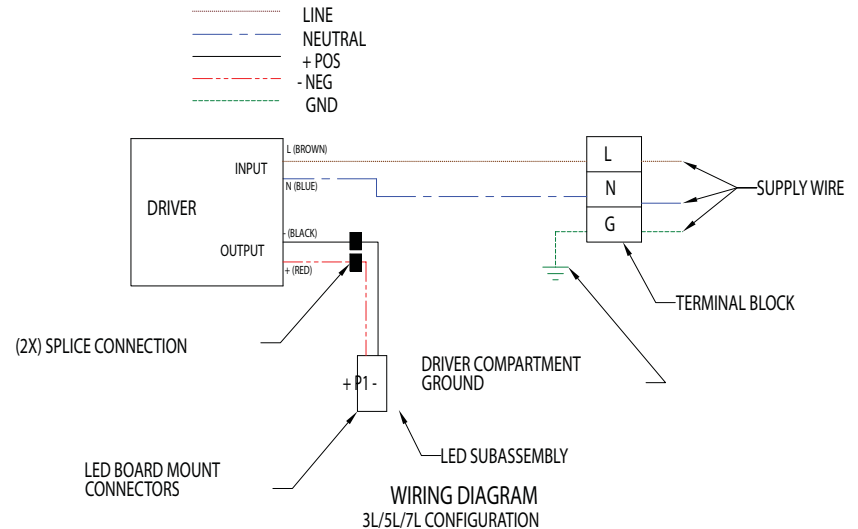 LINE
NEUTRAL
+ POS
- NEG
GND
L (BROWN)
INPUT
N (BLUE)
DRIVER
- (BLACK)
OUTPUT
+ (RED)
L
N
G
SUPPLY WIRE
TERMINAL BLOCK
(2X) SPLICE CONNECTION
DRIVER COMPARTMENT
GROUND
+ P1 -
LED BOARD MOUNT
CONNECTORS
LED SUBASSEMBLY
WIRING DIAGRAM
3L/5L/7L CONFIGURATION